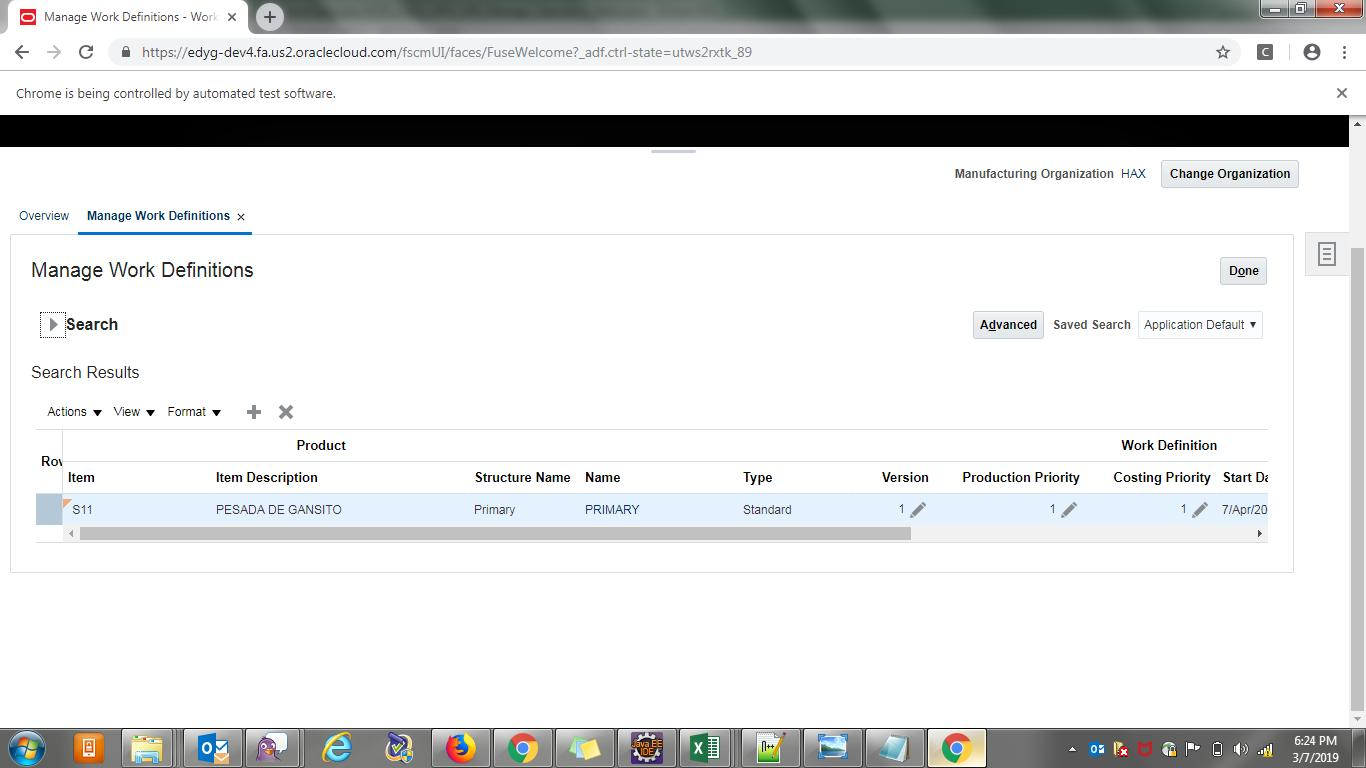 Manage Work Definitions - Work
https://edyg-dev4.fa.us2.oraclecloud.com/fscmUI/faces/FuseWelcome?_adf.ctrl-state=utws2rxtk_89
C
Chrome is being controlled by automated test software.
Manufacturing Organization HAX Change Organization
Overview Manage Work Definitions
Manage Work Definitions Done
Search Advanced Saved Search Application Default
Search Results
Actions View Format
Product Work Definition
Row
Item Item Description Structure Name Name Type Version Production Priority Costing Priority Start Da
S11 PESADA DE GANSITO Primary PRIMARY Standard 1 1 1 7/Apr/20
Java EE
IDE
6:24 PM
3/7/2019